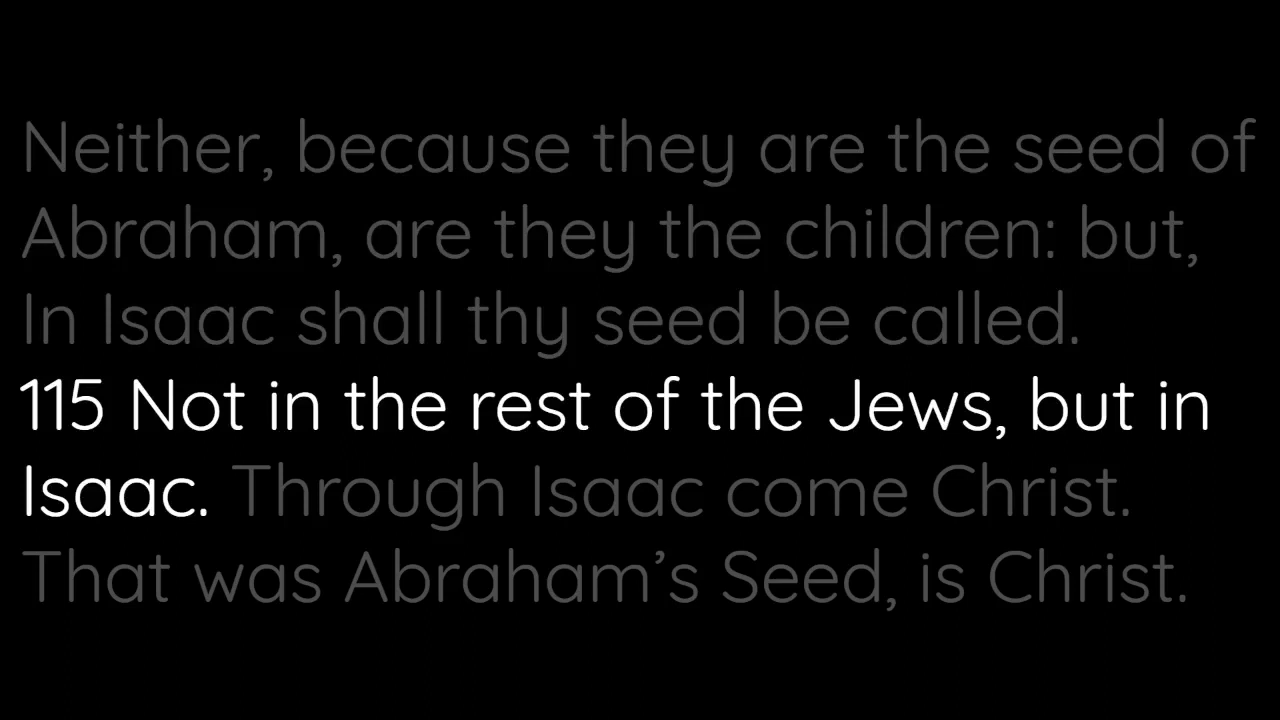 Neither, because they are the seed of
Abraham, are they the children: but,
In Isaac shall thy seed be called.
115 Not in the rest of the Jews, but in
Isaac. Through Isaac come Christ.
That was Abraham’s Seed, is Christ.